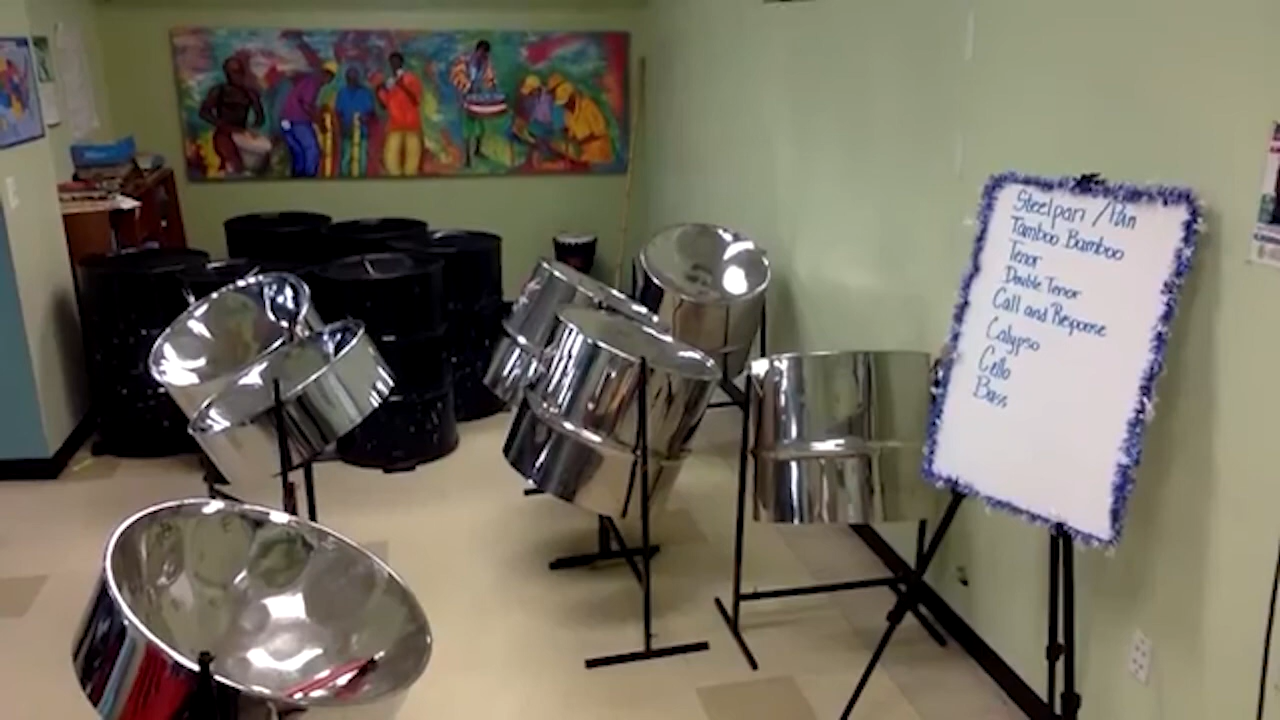 Steelpan /Pan
Tamboo Bamboo
Tenor
Double Tenor
Call and Response
Calypso
Cello
Bass